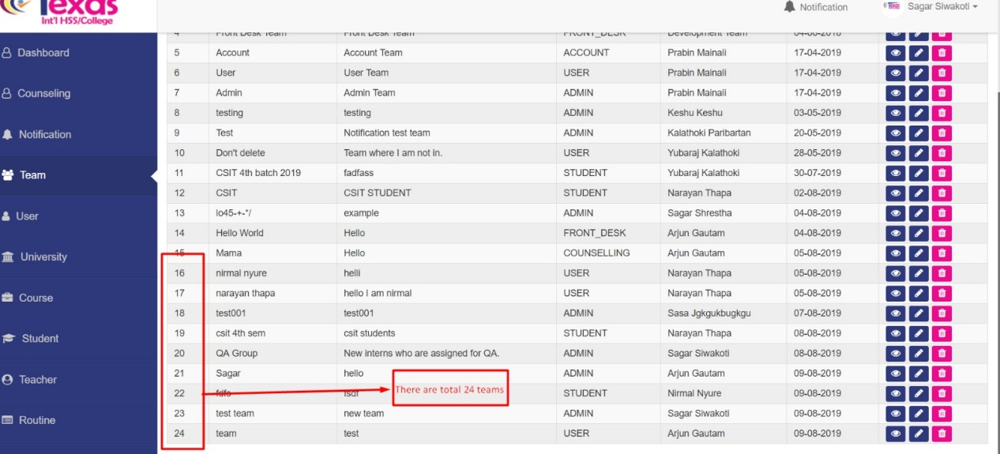 Texas
Int'l HSS/College
Notification
Sagar Siwakoti
Dashboard
Counseling
Notification
Team
User
University
Course
Student
Teacher
Routine
4 Front Desk Team Front Desk Team FRONT_DESK Development Team 04-06-2018
5 Account Account Team ACCOUNT Prabin Mainali 17-04-2019
6 User User Team USER Prabin Mainali 17-04-2019
7 Admin Admin Team ADMIN Prabin Mainali 17-04-2019
8 testing testing ADMIN Keshu Keshu 03-05-2019
9 Test Notification test team ADMIN Kalathoki Paribartan 20-05-2019
10 Don't delete Team where I am not in. USER Yubaraj Kalathoki 28-05-2019
11 CSIT 4th batch 2019 fadfass STUDENT Yubaraj Kalathoki 30-07-2019
12 CSIT CSIT STUDENT STUDENT Narayan Thapa 02-08-2019
13 lo45-+-*/ example ADMIN Sagar Shrestha 04-08-2019
14 Hello World Hello FRONT_DESK Arjun Gautam 04-08-2019
15 Mama Hello COUNSELLING Arjun Gautam 05-08-2019
16 nirmal nyure helli USER Narayan Thapa 05-08-2019
17 narayan thapa hello I am nirmal USER Narayan Thapa 05-08-2019
18 test001 test001 ADMIN Sasa Jgkgukbugkgu 07-08-2019
19 csit 4th sem csit students STUDENT Narayan Thapa 08-08-2019
20 QA Group New interns who are assigned for QA. ADMIN Sagar Siwakoti 08-08-2019
21 Sagar hello ADMIN Arjun Gautam 09-08-2019
22 fdfs fsdf STUDENT Nirmal Nyure 09-08-2019
There are total 24 teams
23 test team new team ADMIN Sagar Siwakoti 09-08-2019
24 team test USER Arjun Gautam 09-08-2019